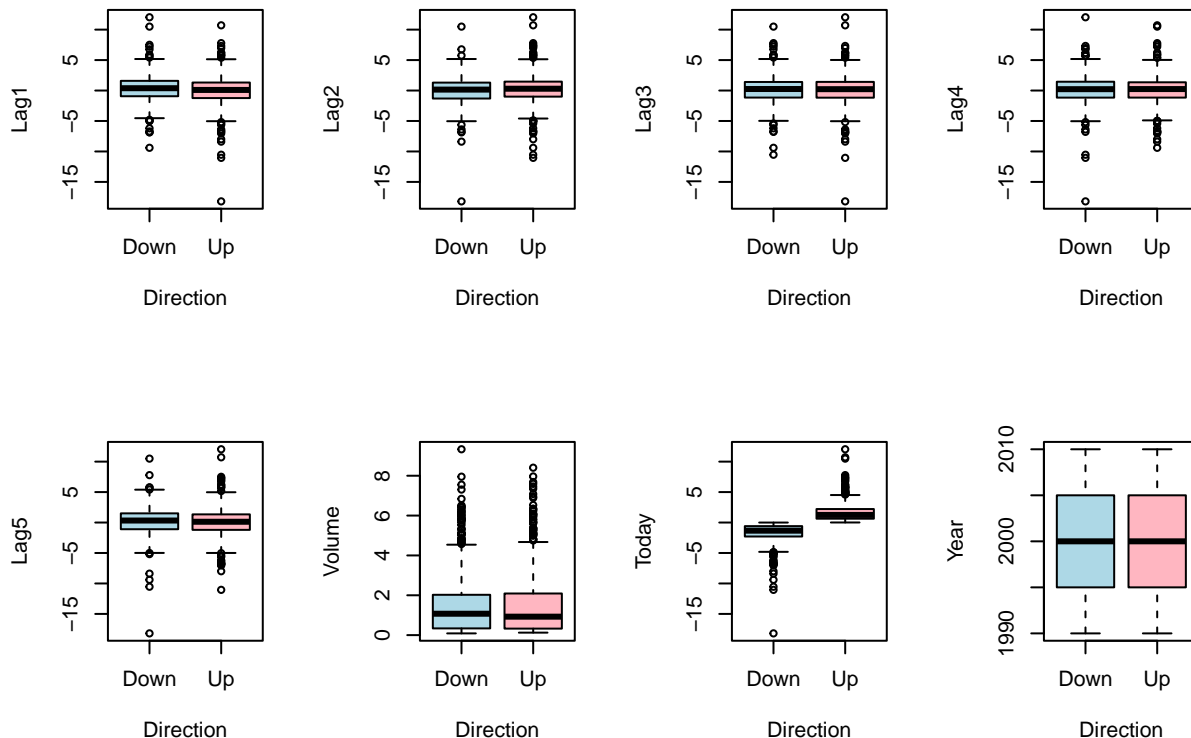 Lag1
5
−5
−15
Down Up
Direction
Lag2
5
−5
−15
Down Up
Direction
Lag3
5
−5
−15
Down Up
Direction
Lag4
5
−5
−15
Down Up
Direction
Lag5
5
−5
−15
Down Up
Direction
Volume
8
6
4
2
0
Down Up
Direction
Today
5
−5
−15
Down Up
Direction
Year
2010
2000
1990
Down Up
Direction